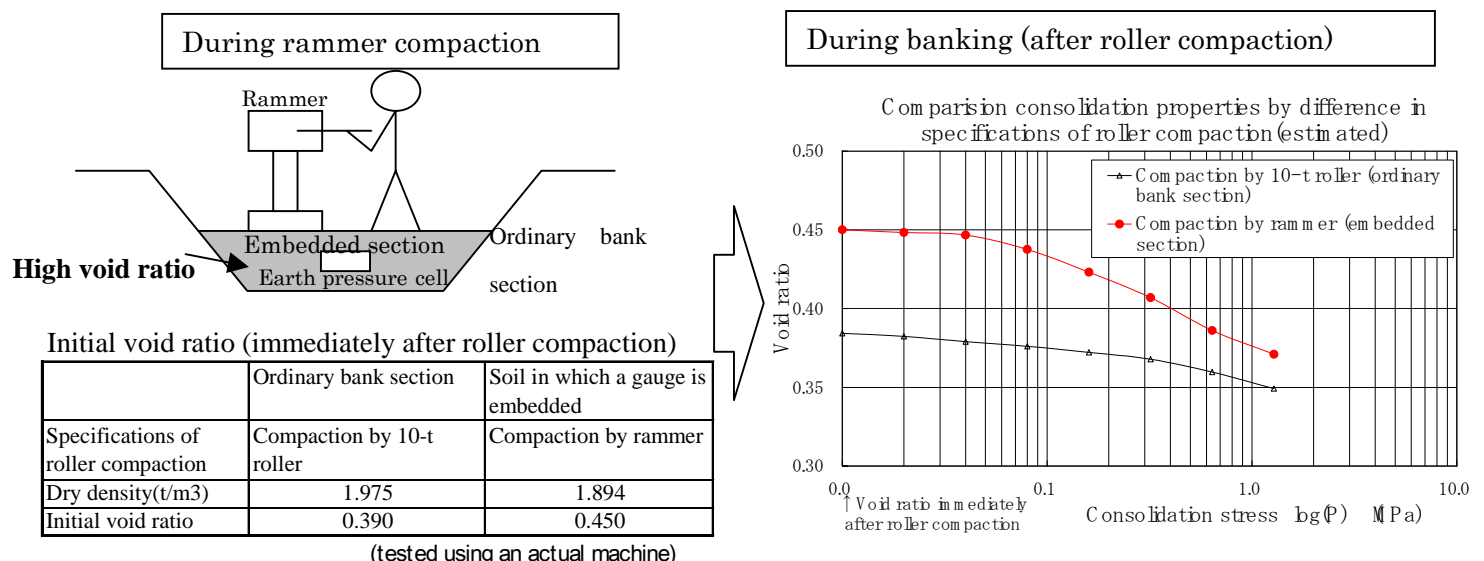 During rammer compaction
Rammer
Embedded section
Earth pressure cell
High void ratio
Ordinary bank
section
Initial void ratio (immediately after roller compaction)
Ordinary bank section
Soil in which a gauge is
embedded
Specifications of
roller compaction
Compaction by 10-t
roller
Compaction by rammer
Dry density(t/m3)
1.975
1.894
Initial void ratio
0.390
0.450
(tested using an actual machine)
During banking (after roller compaction)
Comparision consolidation properties by difference in
specifications of roller compaction (estimated)
0.50
0.45
0.40
0.35
0.30
Void ratio
Compaction by 10-t roller (ordinary
bank section)
Compaction by rammer (embedded
section)
0.0
0.1
1.0
10.0
↑Void ratio immediately
after roller compaction
Consolidation stress log(P) M(Pa)